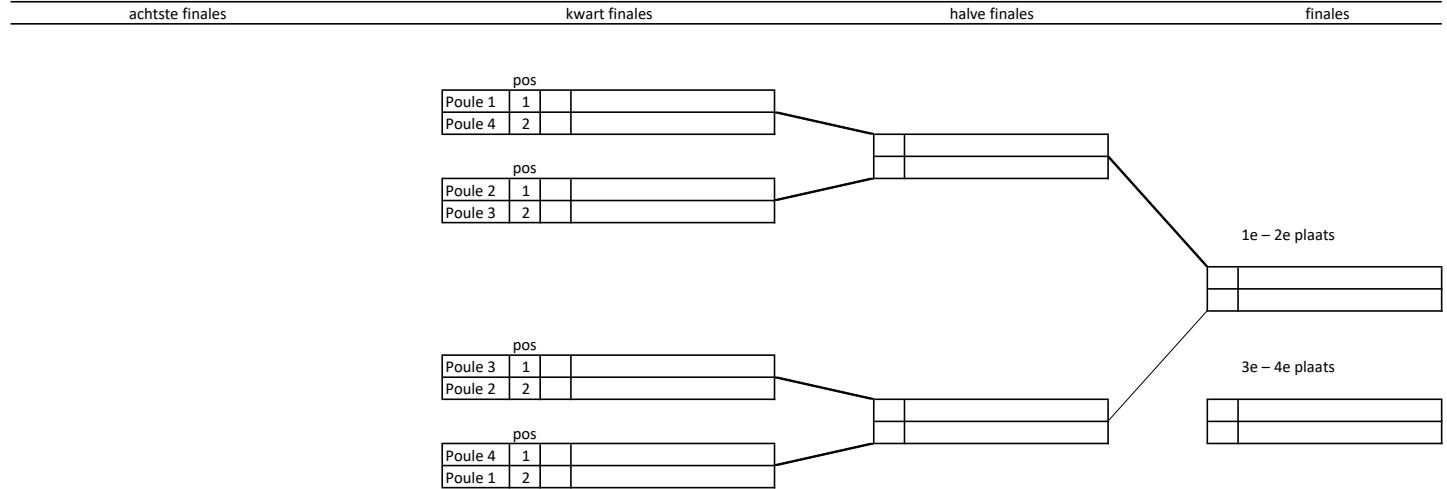 achtste finales kwart finales halve finales finales
pos
Poule 1 1
Poule 4 2
pos
Poule 2 1
Poule 3 2
1e – 2e plaats
pos
Poule 3 1
Poule 2 2
3e – 4e plaats
pos
Poule 4 1
Poule 1 2